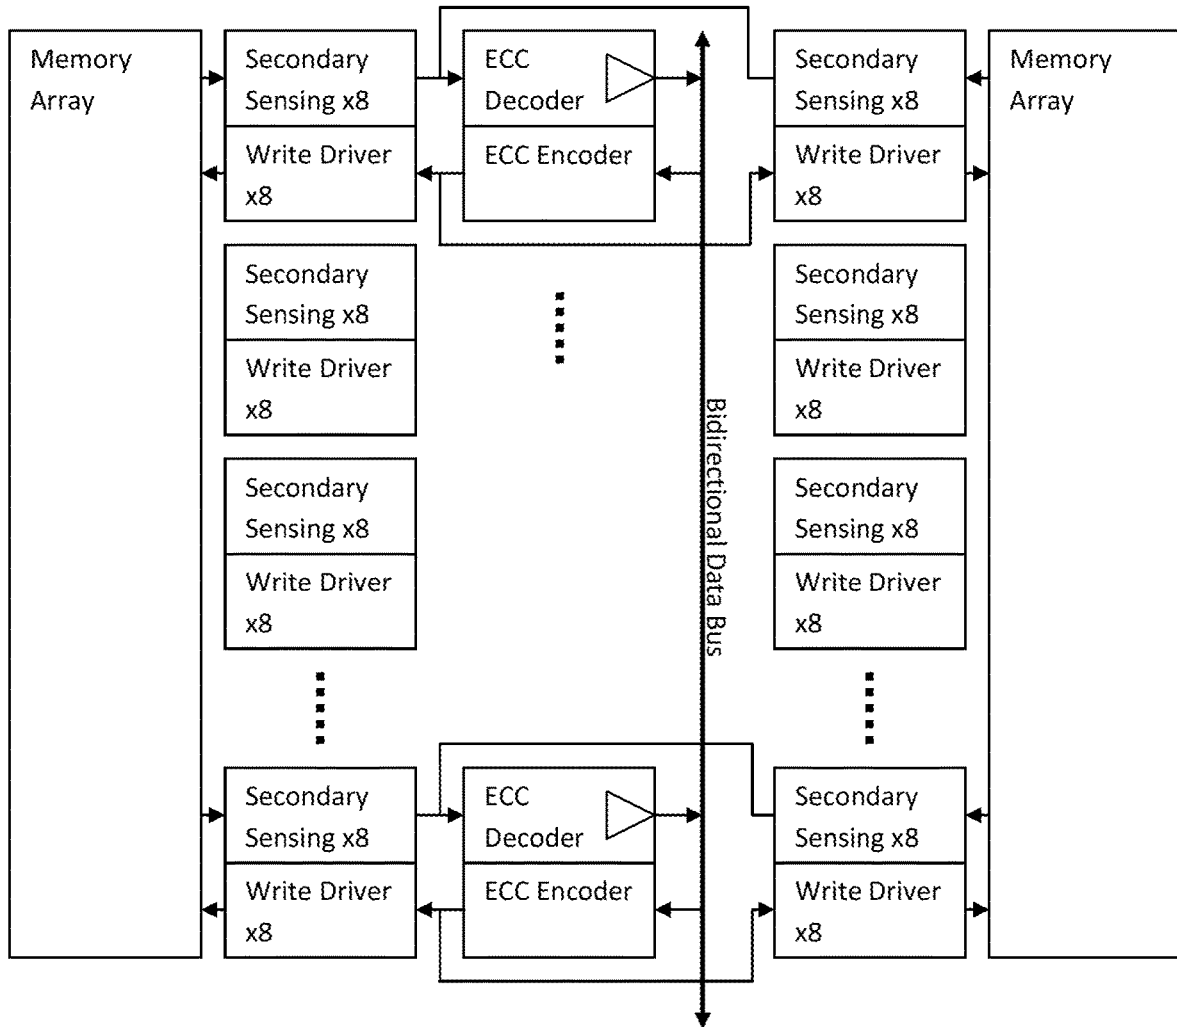 Memory
Array
Secondary
Sensing x8
Write Driver
x8
ECC
Decoder
ECC Encoder
Secondary
Sensing x8
Write Driver
x8
Memory
Array
Secondary
Sensing x8
Write Driver
x8
Secondary
Sensing x8
Write Driver
x8
Bidirectional Data Bus
Secondary
Sensing x8
Write Driver
x8
Secondary
Sensing x8
Write Driver
x8
Secondary
Sensing x8
Write Driver
x8
ECC
Decoder
ECC Encoder
Secondary
Sensing x8
Write Driver
x8